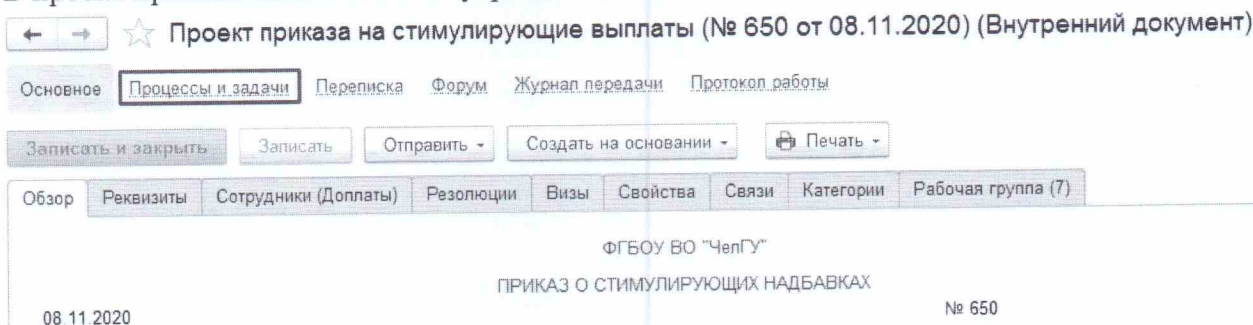 ← → Проект приказа на стимулирующие выплаты (№ 650 от 08.11.2020) (Внутренний документ)
Основное Процессы и задачи Переписка Форум Журнал передачи Протокол работы
Записать и закрыть Записать Отправить Создать на основании Печать
Обзор Реквизиты Сотрудники (Доплаты) Резолюции Визы Свойства Связи Категории Рабочая группа (7)
ФГБОУ ВО "ЧелГУ"
ПРИКАЗ О СТИМУЛИРУЮЩИХ НАДБАВКАХ
08.11.2020 № 650